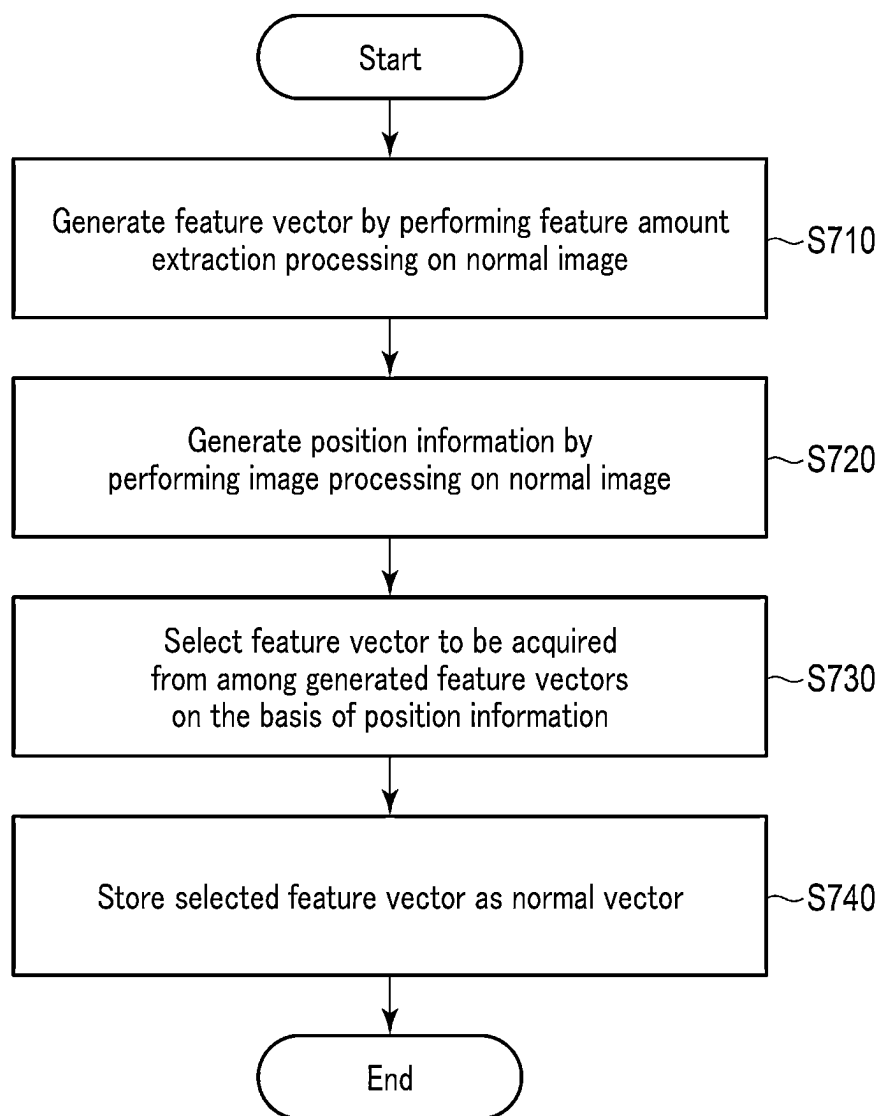 Start
Generate feature vector by performing feature amount
extraction processing on normal image
S710
Generate position information by
performing image processing on normal image
S720
Select feature vector to be acquired
from among generated feature vectors
on the basis of position information
S730
Store selected feature vector as normal vector
S740
End